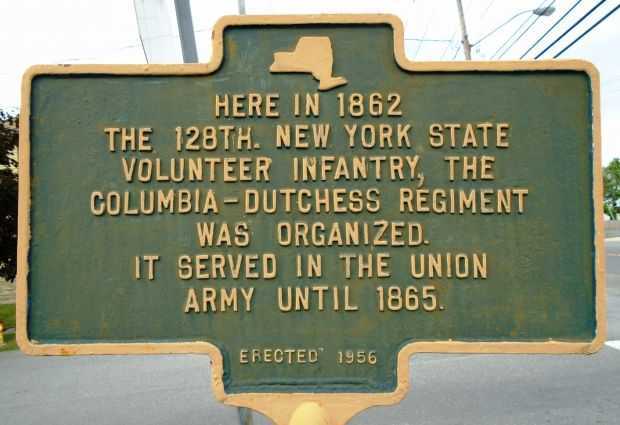 HERE IN 1862
THE 128TH. NEW YORK STATE
VOLUNTEER INFANTRY, THE
COLUMBIA-DUTCHESS REGIMENT
WAS ORGANIZED.
IT SERVED IN THE UNION
ARMY UNTIL 1865.
ERECTED 1956